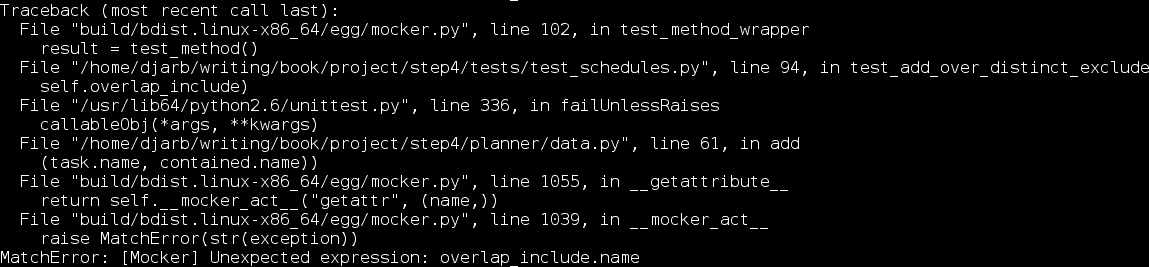 Traceback (most recent call last):
  File "build/bdist.linux-x86_64/egg/mocker.py", line 102, in test_method_wrapper
    result = test_method()
  File "/home/djarb/writing/book/project/step4/tests/test_schedules.py", line 94, in test_add_over_distinct_exclude
    self.overlap_include)
  File "/usr/lib64/python2.6/unittest.py", line 336, in failUnlessRaises
    callableObj(*args, **kwargs)
  File "/home/djarb/writing/book/project/step4/planner/data.py", line 61, in add
    (task.name, contained.name))
  File "build/bdist.linux-x86_64/egg/mocker.py", line 1055, in __getattribute__
    return self.__mocker_act__("getattr", (name,))
  File "build/bdist.linux-x86_64/egg/mocker.py", line 1039, in __mocker_act__
    raise MatchError(str(exception))
MatchError: [Mocker] Unexpected expression: overlap_include.name